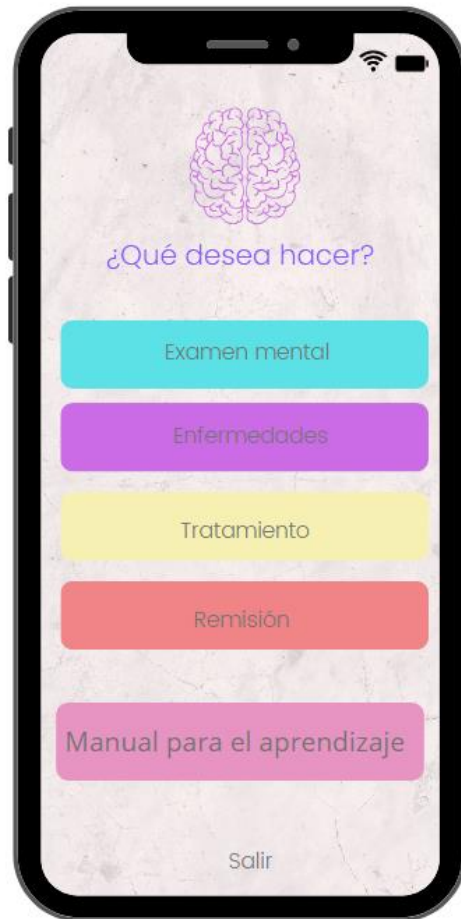 ¿Qué desea hacer?
Examen mental
Enfermedades
Tratamiento
Remisión
Manual para el aprendizaje
Salir